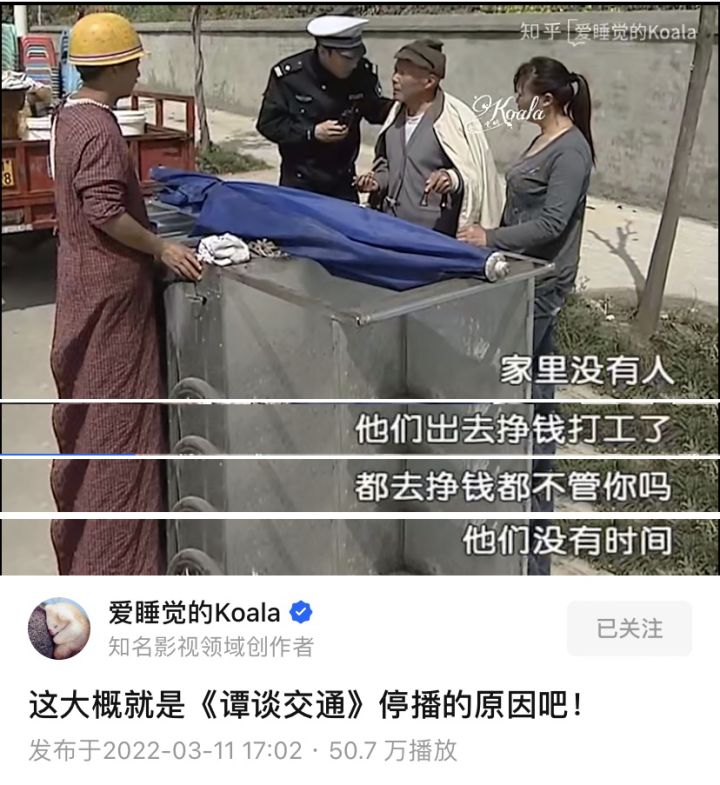 知乎 爱睡觉的Koala
Koala
家里没有人
他们出去挣钱打工了
都去挣钱都不管你吗
他们没有时间
爱睡觉的Koala
已关注
知名影视领域创作者
这大概就是《谭谈交通》停播的原因吧！
发布于2022-03-11 17:02 · 50.7 万播放